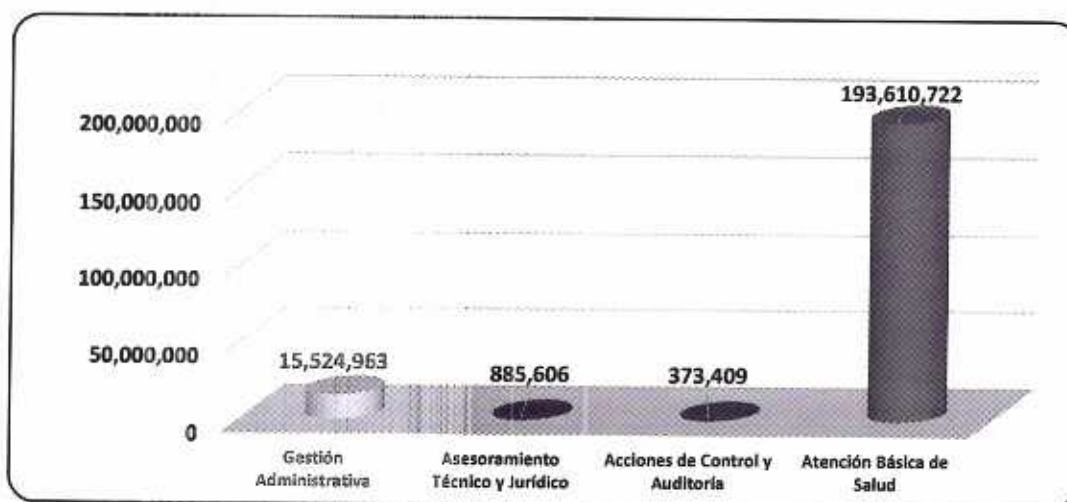 193,610,722
200,000,000
150,000,000
100,000,000
50,000,000
15,524,963
885,606
373,409
0
Gestión
Administrativa
Asesoramiento
Técnico y Jurídico
Acciones de Control y
Auditoría
Atención Básica de
Salud